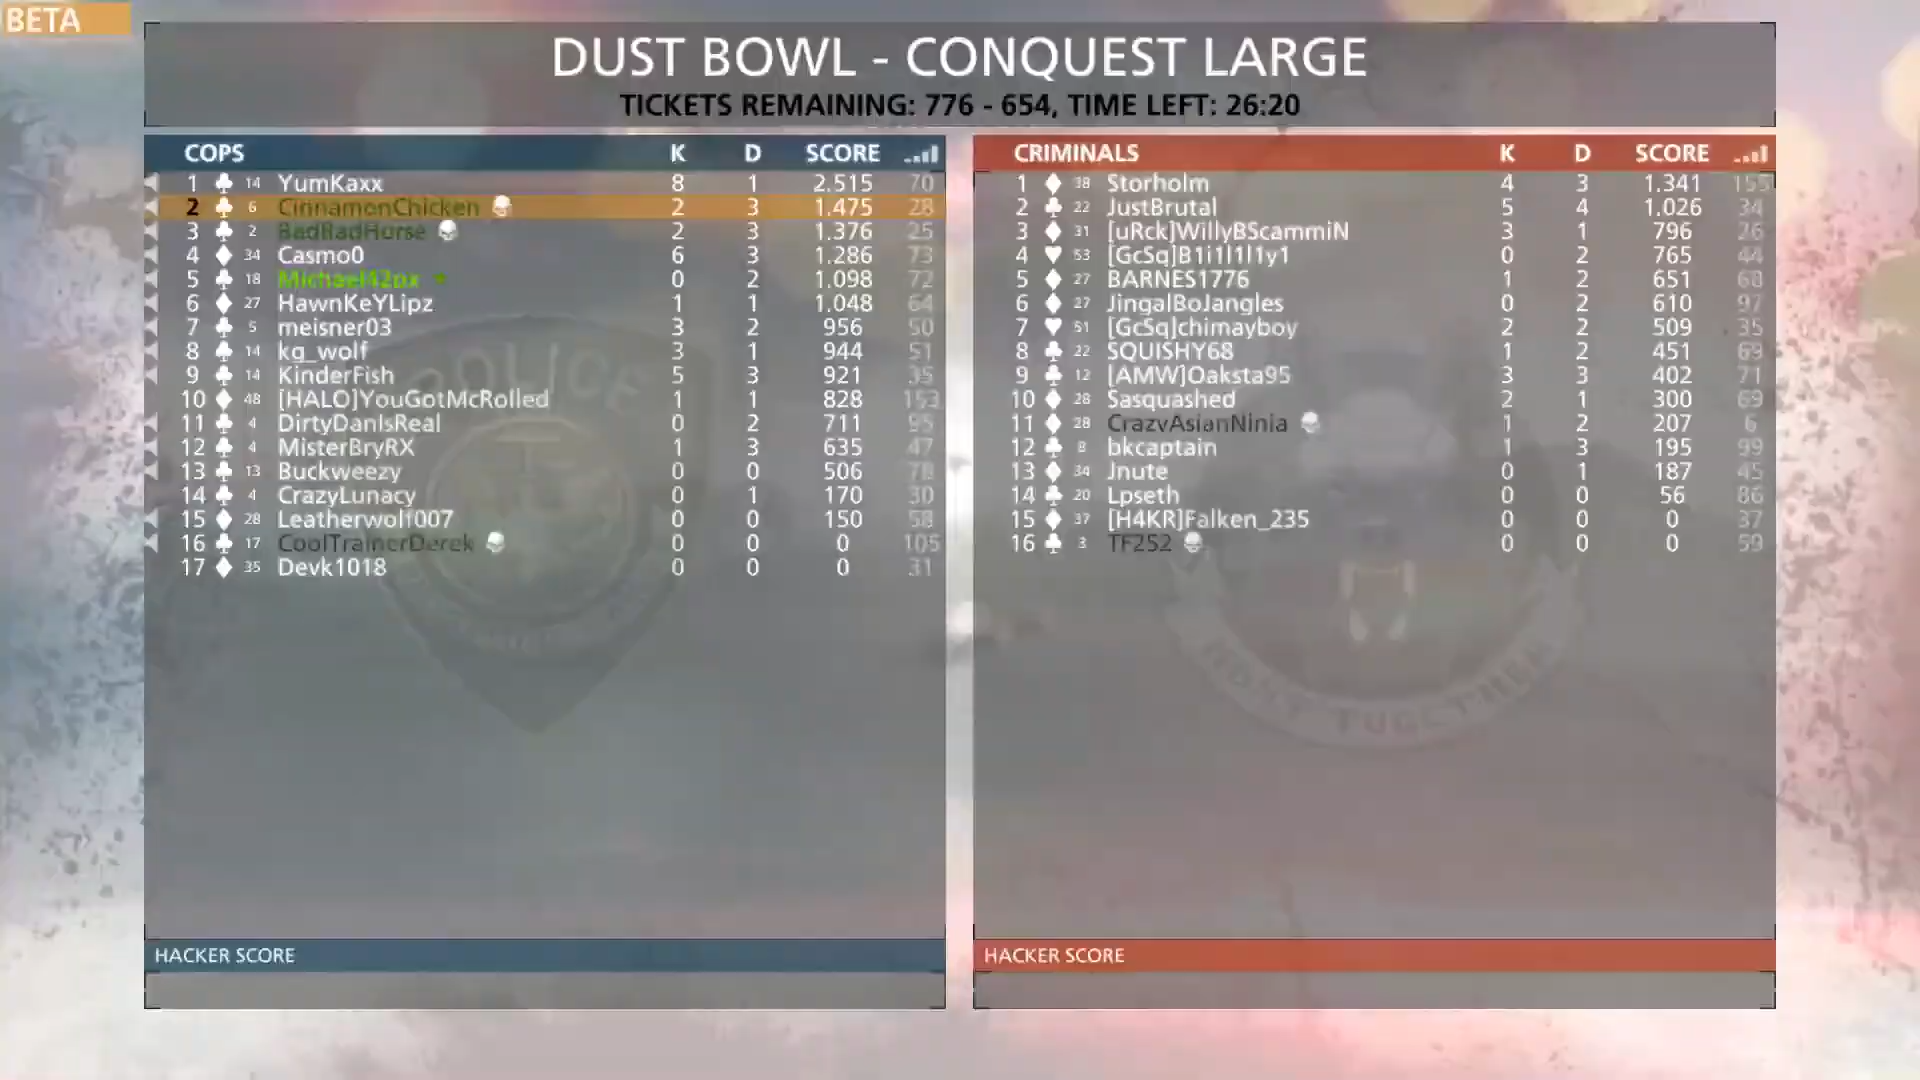 BETA
DUST BOWL - CONQUEST LARGE
TICKETS REMAINING: 776 - 654, TIME LEFT: 26:20
COPS K D SCORE
1 14 YumKaxx 8 1 2.515 70
2 6 CinnamonChicken 2 3 1.475 28
3 2 BadRadHorse 2 3 1.376 25
4 34 Casmo0 6 3 1.286 73
5 18 Michael42px 0 2 1.098 72
6 27 HawnKeYLipz 1 1 1.048 64
7 5 meisner03 3 2 956 50
8 14 kg_wolf 3 1 944 51
9 14 KinderFish 5 3 921 35
10 48 [HALO]YouGotMcRolled 1 1 828 153
11 4 DirtyDanIsReal 0 2 711 95
12 4 MisterBryRX 1 3 635 47
13 13 Buckweezy 0 0 506 78
14 4 CrazyLunacy 0 1 170 30
15 28 Leatherwolf007 0 0 150 58
16 17 CoolTrainerDerek 0 0 0 105
17 35 Devk1018 0 0 0 31
POLICE
HACKER SCORE
CRIMINALS K D SCORE
1 38 Storholm 4 3 1.341 155
2 22 JustBrutal 5 4 1.026 34
3 31 [uRck]WillyBScammiN 3 1 796 26
4 53 [GcSq]B1i1l1l1y1 0 2 765 44
5 27 BARNES1776 1 2 651 60
6 27 JingalBoJangles 0 2 610 97
7 51 [GcSq]chimayboy 2 2 509 35
8 22 SQUISHY68 1 2 451 69
9 12 [AMW]Oaksta95 3 3 402 71
10 28 Sasquashed 2 1 300 69
11 28 CrazyAsianNinja 1 2 207 6
12 8 bkcaptain 1 3 195 99
13 34 Jnute 0 1 187 45
14 20 Lpseth 0 0 56 86
15 37 [H4KR]Falken_235 0 0 0 37
16 3 TF252 0 0 0 59
TOGETHER
HACKER SCORE